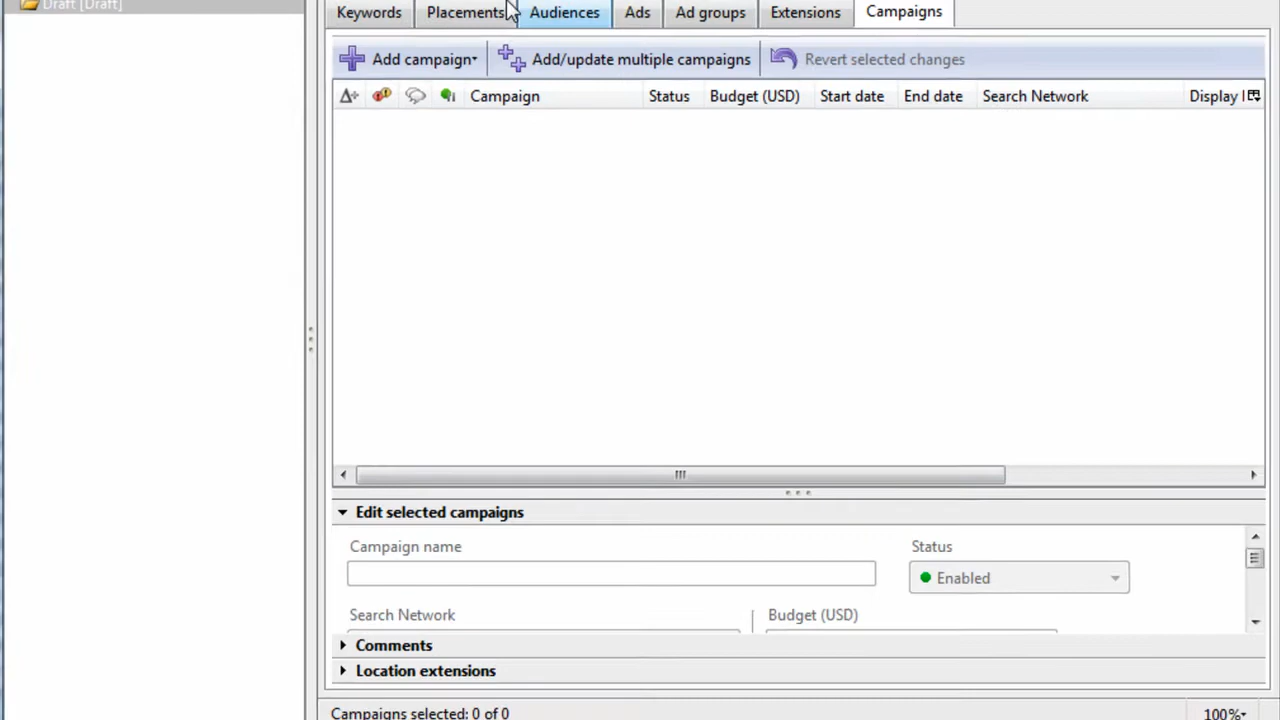 Draft [Draft]
Keywords Placements Audiences Ads Ad groups Extensions Campaigns
Add campaign Add/update multiple campaigns Revert selected changes
Campaign Status Budget (USD) Start date End date Search Network Display
Edit selected campaigns
Campaign name Status
Enabled
Search Network Budget (USD)
Comments
Location extensions
Campaigns selected: 0 of 0 100%